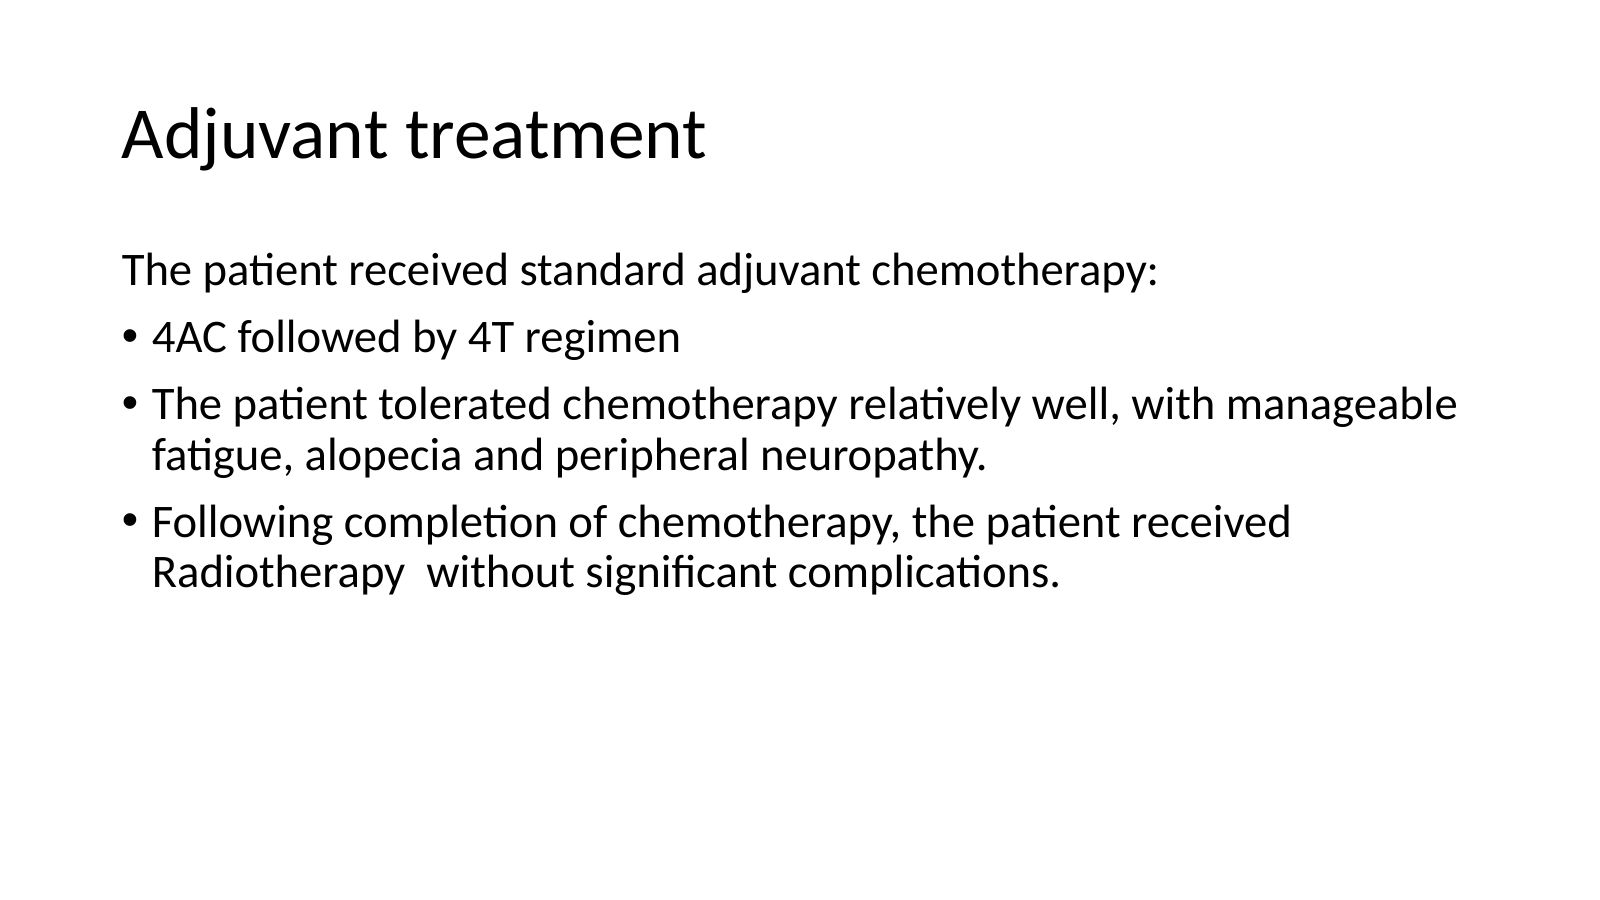 Adjuvant treatment
The patient received standard adjuvant chemotherapy:
• 4AC followed by 4T regimen
• The patient tolerated chemotherapy relatively well, with manageable
fatigue, alopecia and peripheral neuropathy.
• Following completion of chemotherapy, the patient received
Radiotherapy  without significant complications.